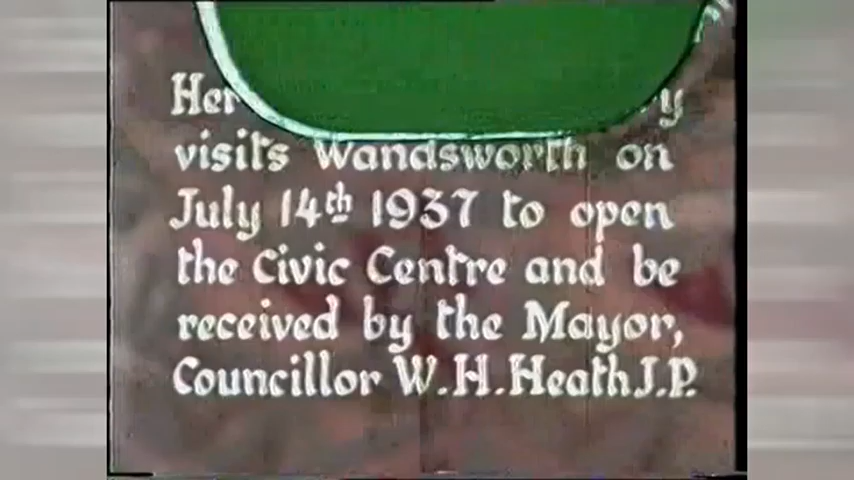 Her
visits Wandsworth on
July 14th 1937 to open
the Civic Centre and be
received by the Mayor,
Councillor W.H.Heath J.P.